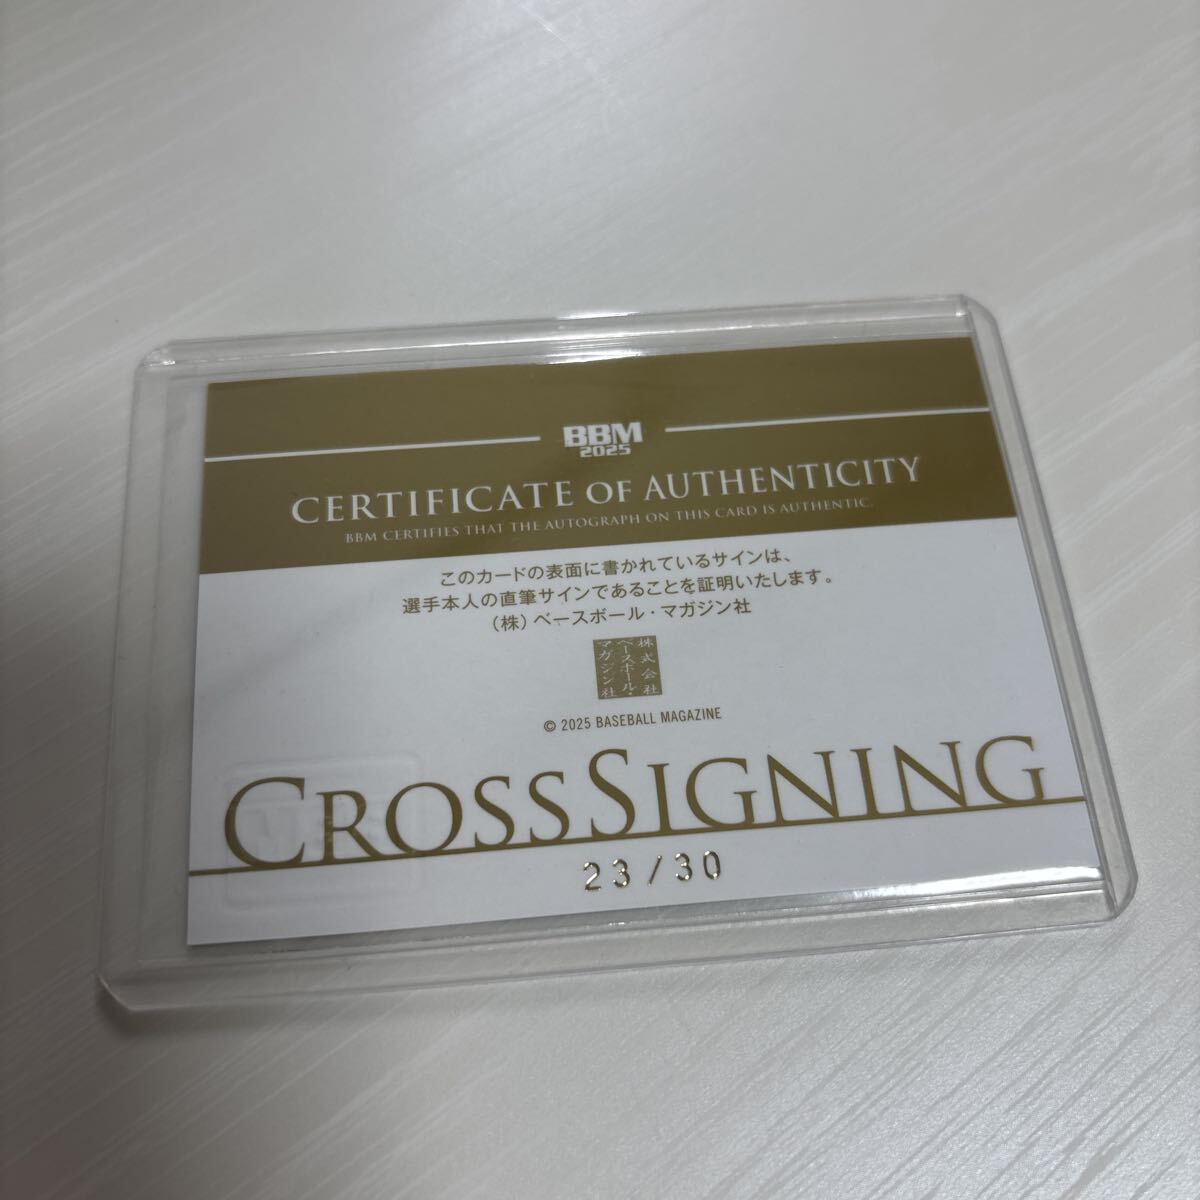 BBM
2025
CERTIFICATE OF AUTHENTICITY
BBM CERTIFIES THAT THE AUTOGRAPH ON THIS CARD IS AUTHENTIC.
このカードの表面に書かれているサインは、
選手本人の直筆サインであることを証明いたします。
(株)ベースボール・マガジン社
株式会社
ベースボール・
マガジン社
© 2025 BASEBALL MAGAZINE
CROSSSIGNING
23/30